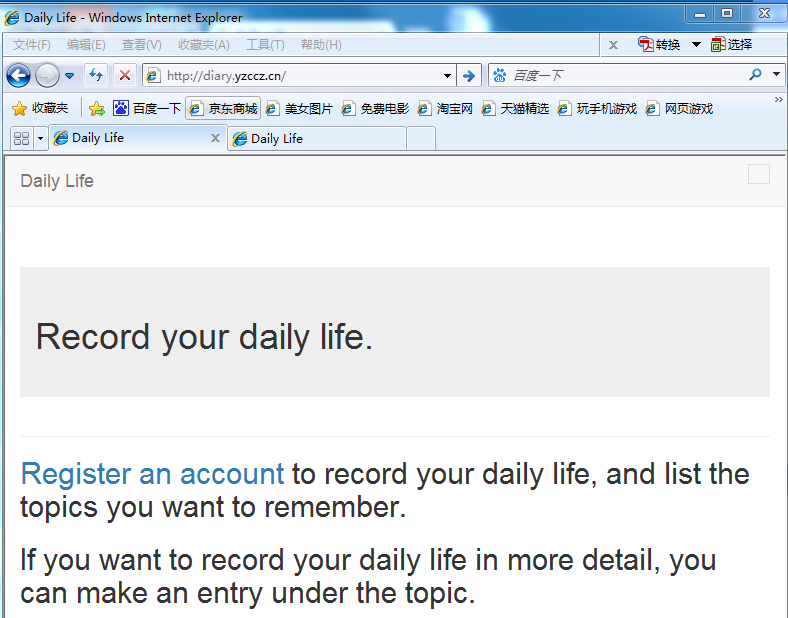 Daily Life - Windows Internet Explorer
文件(F) 编辑(E) 查看(V) 收藏夹(A) 工具(T) 帮助(H) x 转换 选择
http://diary.yzccz.cn/ 百度一下
收藏夹 百度一下 京东商城 美女图片 免费电影 淘宝网 天猫精选 玩手机游戏 网页游戏 »
Daily Life x Daily Life
Daily Life
Record your daily life.
Register an account to record your daily life, and list the
topics you want to remember.
If you want to record your daily life in more detail, you
can make an entry under the topic.